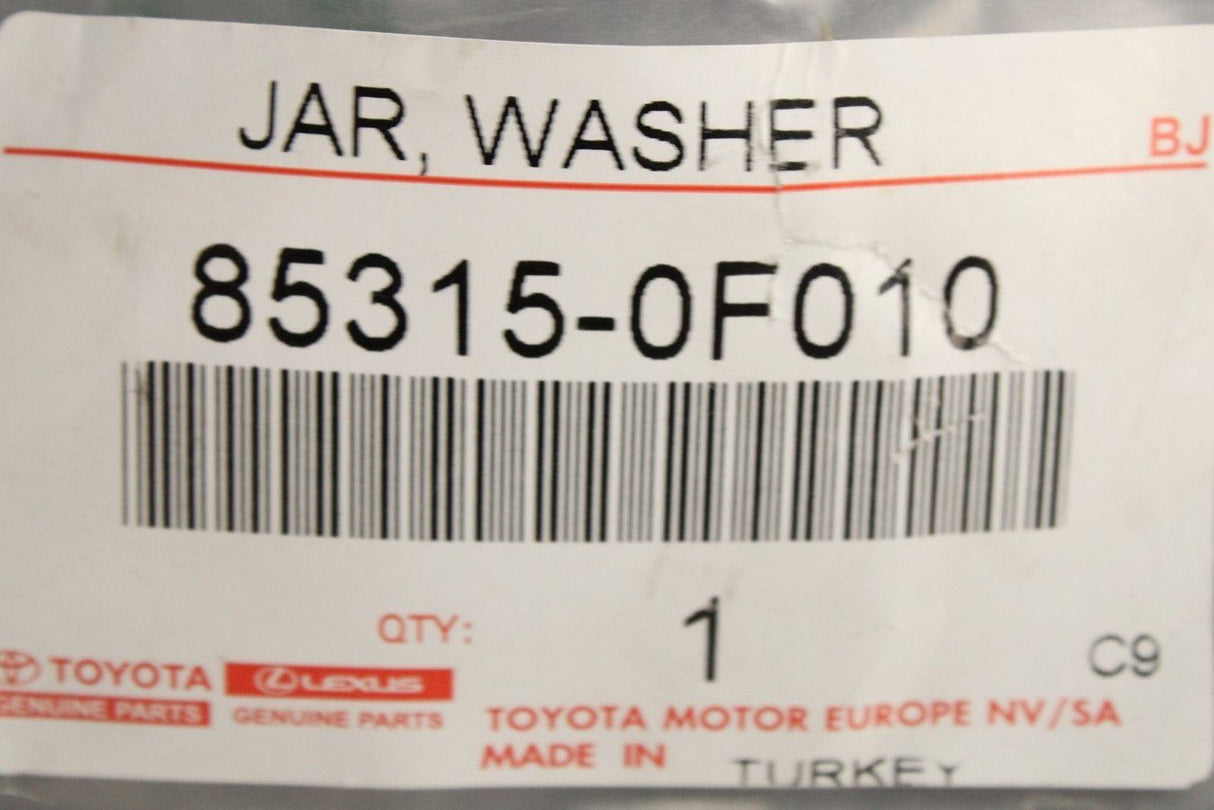 JAR, WASHER
BJ
85315-0F010
QTY: 1
C9
TOYOTA
GENUINE PARTS
LEXUS
GENUINE PARTS
TOYOTA MOTOR EUROPE NV/SA
MADE IN TURKEY